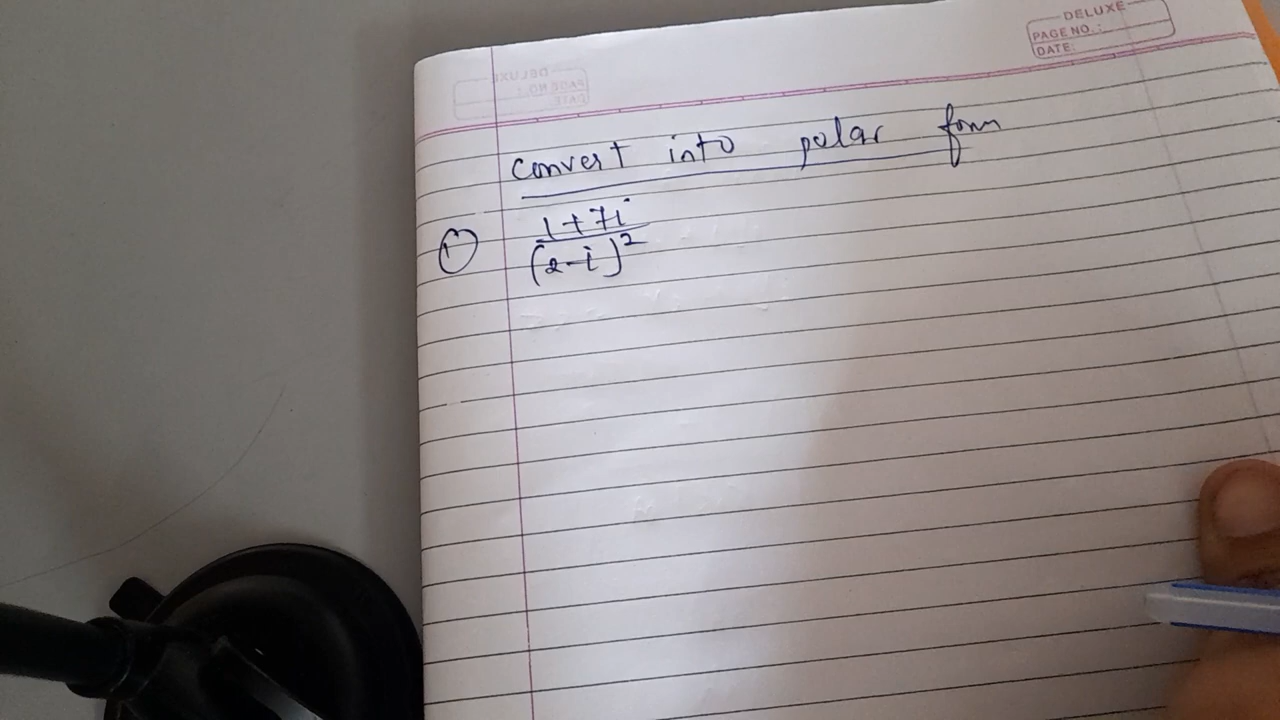 DELUXE
PAGE NO. :
DATE:
convert into polar form
① 1+7i
(2-i)²